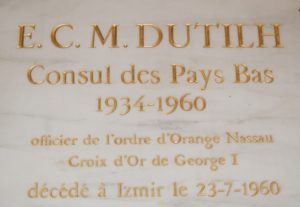 E. C. M. DUTILH
Consul des Pays Bas
1934-1960
officier de l'ordre d'Orange Nassau
Croix d'Or de George I
décédé à Izmir le 23-7-1960